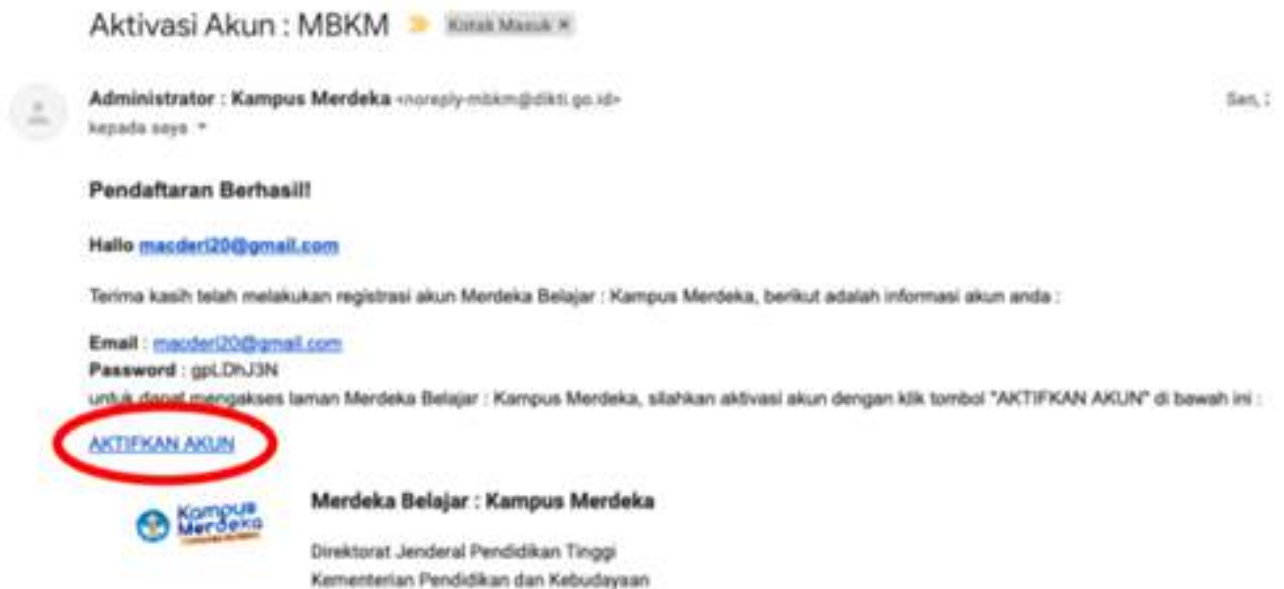 Aktivasi Akun : MBKM Kotak Masuk ×
Administrator : Kampus Merdeka <noreply-mbkm@dikti.go.id> Sen,
kepada saya
Pendaftaran Berhasil!
Hallo macderi20@gmail.com
Terima kasih telah melakukan registrasi akun Merdeka Belajar : Kampus Merdeka, berikut adalah informasi akun anda :
Email : macderi20@gmail.com
Password : gpLDhJ3N
untuk dapat mengakses laman Merdeka Belajar : Kampus Merdeka, silahkan aktivasi akun dengan klik tombol "AKTIFKAN AKUN" di bawah ini :
AKTIFKAN AKUN
Kampus
Merdeka
Merdeka Belajar : Kampus Merdeka
Direktorat Jenderal Pendidikan Tinggi
Kementerian Pendidikan dan Kebudayaan